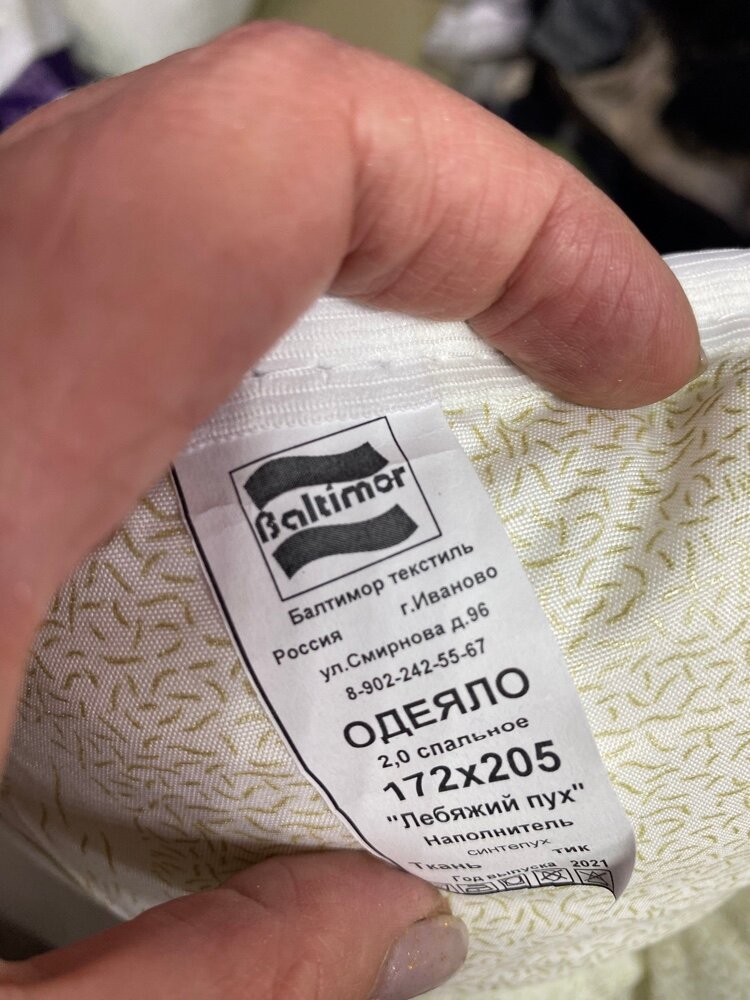 Baltimor
Балтимор текстиль
Россия г.Иваново
ул.Смирнова д.96
8-902-242-55-67
ОДЕЯЛО
2,0 спальное
172х205
"Лебяжий пух"
Наполнитель
синтепух
Ткань тик
Год выпуска 2021